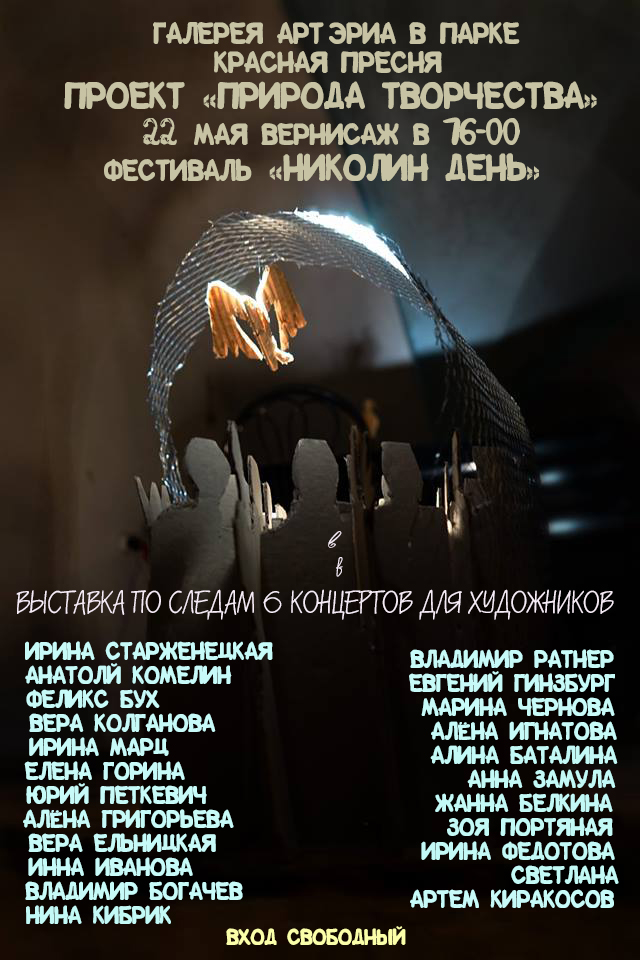 ГАЛЕРЕЯ АРТ ЭРИА В ПАРКЕ
КРАСНАЯ ПРЕСНЯ
ПРОЕКТ «ПРИРОДА ТВОРЧЕСТВА»
22 МАЯ ВЕРНИСАЖ В 16-00
ФЕСТИВАЛЬ «НИКОЛИН ДЕНЬ»
в
в
ВЫСТАВКА ПО СЛЕДАМ 6 КОНЦЕРТОВ ДЛЯ ХУДОЖНИКОВ
ИРИНА СТАРЖЕНЕЦКАЯ
АНАТОЛЙ КОМЕЛИН
ФЕЛИКС БУХ
ВЕРА КОЛГАНОВА
ИРИНА МАРЦ
ЕЛЕНА ГОРИНА
ЮРИЙ ПЕТКЕВИЧ
АЛЁНА ГРИГОРЬЕВА
ВЕРА ЕЛЬНИЦКАЯ
ИННА ИВАНОВА
ВЛАДИМИР БОГАЧЕВ
НИНА КИБРИК
ВЛАДИМИР РАТНЕР
ЕВГЕНИЙ ГИНЗБУРГ
МАРИНА ЧЕРНОВА
АЛЁНА ИГНАТОВА
АЛИНА БАТАЛИНА
АННА ЗАМУЛА
ЖАННА БЕЛКИНА
ЗОЯ ПОРТЯНАЯ
ИРИНА ФЕДОТОВА
СВЕТЛАНА
АРТЕМ КИРАКОСОВ
ВХОД СВОБОДНЫЙ